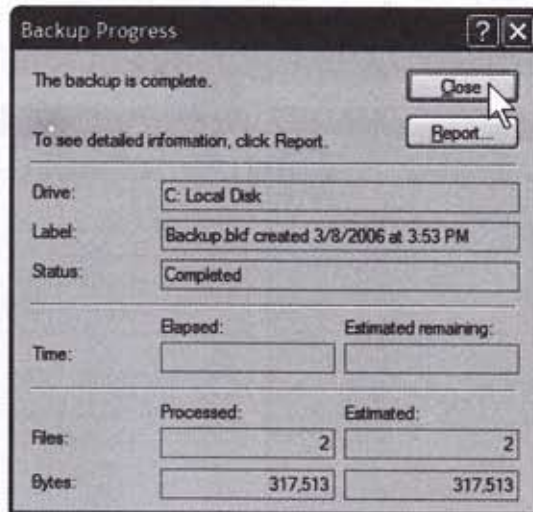 Backup Progress
? X
The backup is complete.
Close
To see detailed information, click Report.
Report...
Drive: C: Local Disk
Label: Backup.bkf created 3/8/2006 at 3:53 PM
Status: Completed
Elapsed: Estimated remaining:
Time:
Processed: Estimated:
Files: 2 2
Bytes: 317,513 317,513